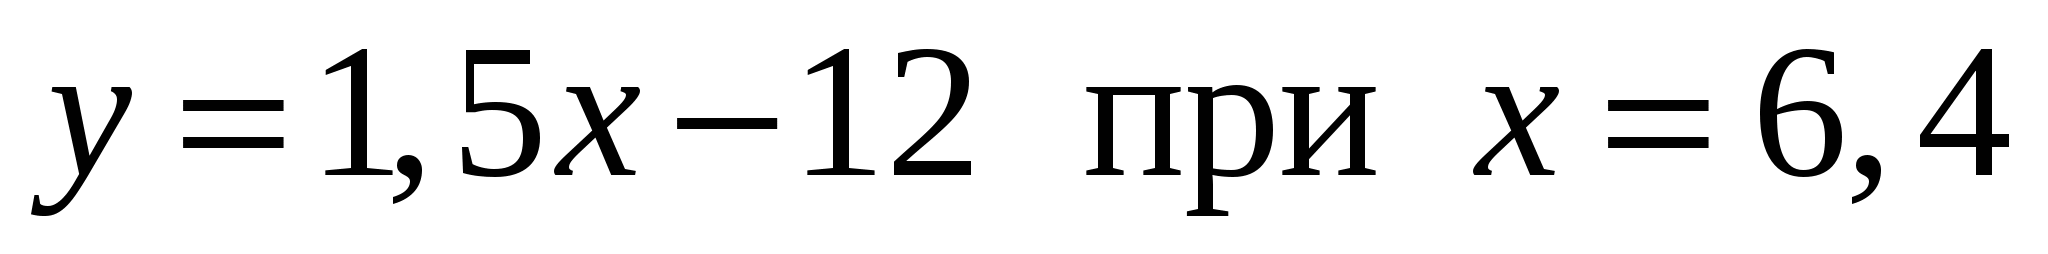 y = 1,5x − 12 при x = 6,4